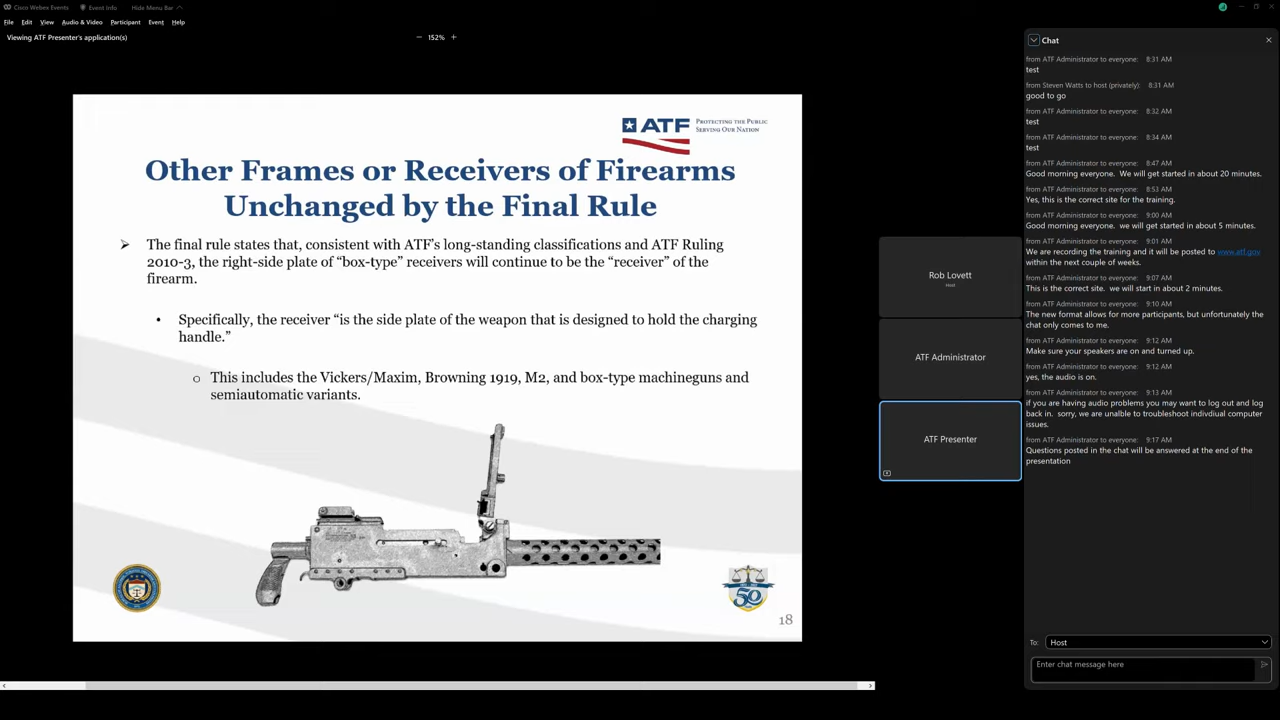 Cisco Webex Events
Event Info
Hide Menu Bar
File
Edit
View
Audio & Video
Participant
Event
Help
Viewing ATF Presenter's application(s)
152%
ATF
PROTECTING THE PUBLIC
SERVING OUR NATION
Other Frames or Receivers of Firearms
Unchanged by the Final Rule
The final rule states that, consistent with ATF's long-standing classifications and ATF Ruling
2010-3, the right-side plate of "box-type" receivers will continue to be the "receiver" of the
firearm.
Specifically, the receiver "is the side plate of the weapon that is designed to hold the charging
handle."
This includes the Vickers/Maxim, Browning 1919, M2, and box-type machineguns and
semiautomatic variants.
50
18
Rob Lovett
Host
ATF Administrator
ATF Presenter
Chat
from ATF Administrator to everyone: 8:31 AM
test
from Steven Watts to host (privately): 8:31 AM
good to go
from ATF Administrator to everyone: 8:32 AM
test
from ATF Administrator to everyone: 8:34 AM
test
from ATF Administrator to everyone: 8:47 AM
Good morning everyone. We will get started in about 20 minutes.
from ATF Administrator to everyone: 8:53 AM
Yes, this is the correct site for the training.
from ATF Administrator to everyone: 9:00 AM
Good morning everyone. we will get started in about 5 minutes.
from ATF Administrator to everyone: 9:01 AM
We are recording the training and it will be posted to www.atf.gov
within the next couple of weeks.
from ATF Administrator to everyone: 9:07 AM
This is the correct site. we will start in about 2 minutes.
from ATF Administrator to everyone: 9:10 AM
The new format allows for more participants, but unfortunately the
chat only comes to me.
from ATF Administrator to everyone: 9:12 AM
Make sure your speakers are on and turned up.
from ATF Administrator to everyone: 9:12 AM
yes, the audio is on.
from ATF Administrator to everyone: 9:13 AM
if you are having audio problems you may want to log out and log
back in. sorry, we are unable to troubleshoot indivdiual computer
issues.
from ATF Administrator to everyone: 9:17 AM
Questions posted in the chat will be answered at the end of the
presentation
To:
Host
Enter chat message here